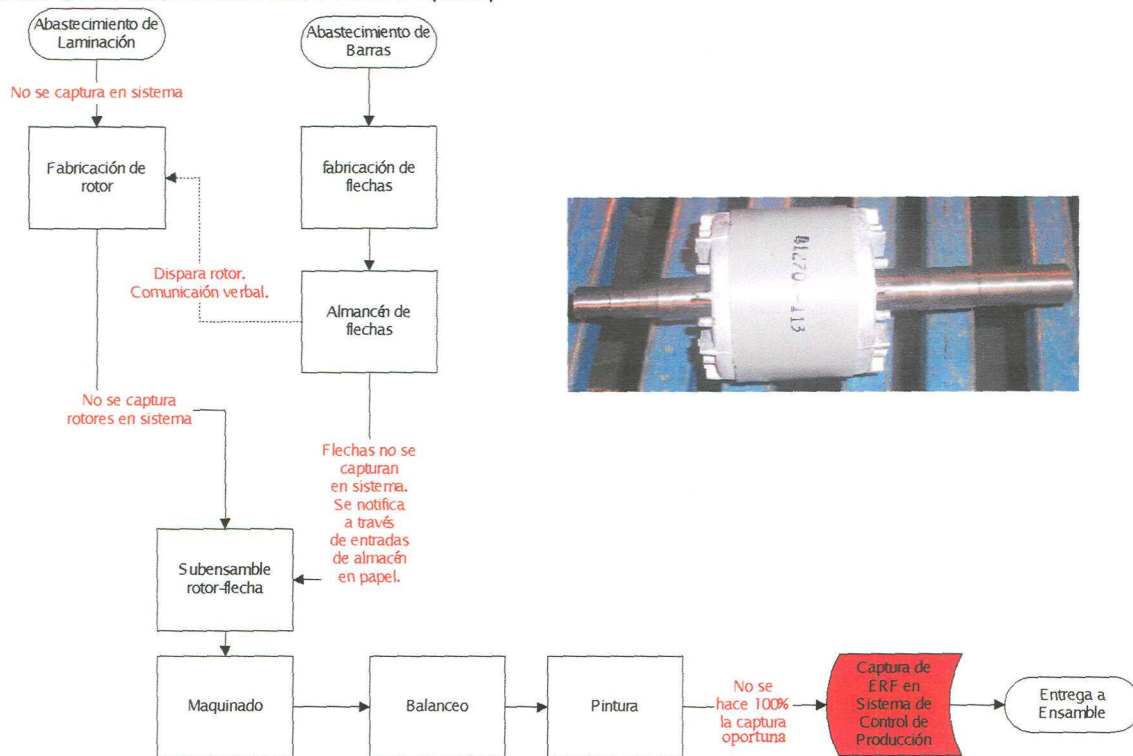 Abastecimiento de
Laminación
Abastecimiento de
Barras
No se captura en sistema
Fabricación de
rotor
fabricación de
flechas
Dispara rotor.
Comunicaión verbal.
Almancén de
flechas
No se captura
rotores en sistema
Flechas no se
capturan
en sistema.
Se notifica
a través
de entradas
de almacén
en papel.
Subensamble
rotor-flecha
Maquinado
Balanceo
Pintura
No se
hace 100%
la captura
oportuna
Captura de
ERF en
Sistema de
Control de
Producción
Entrega a
Ensamble